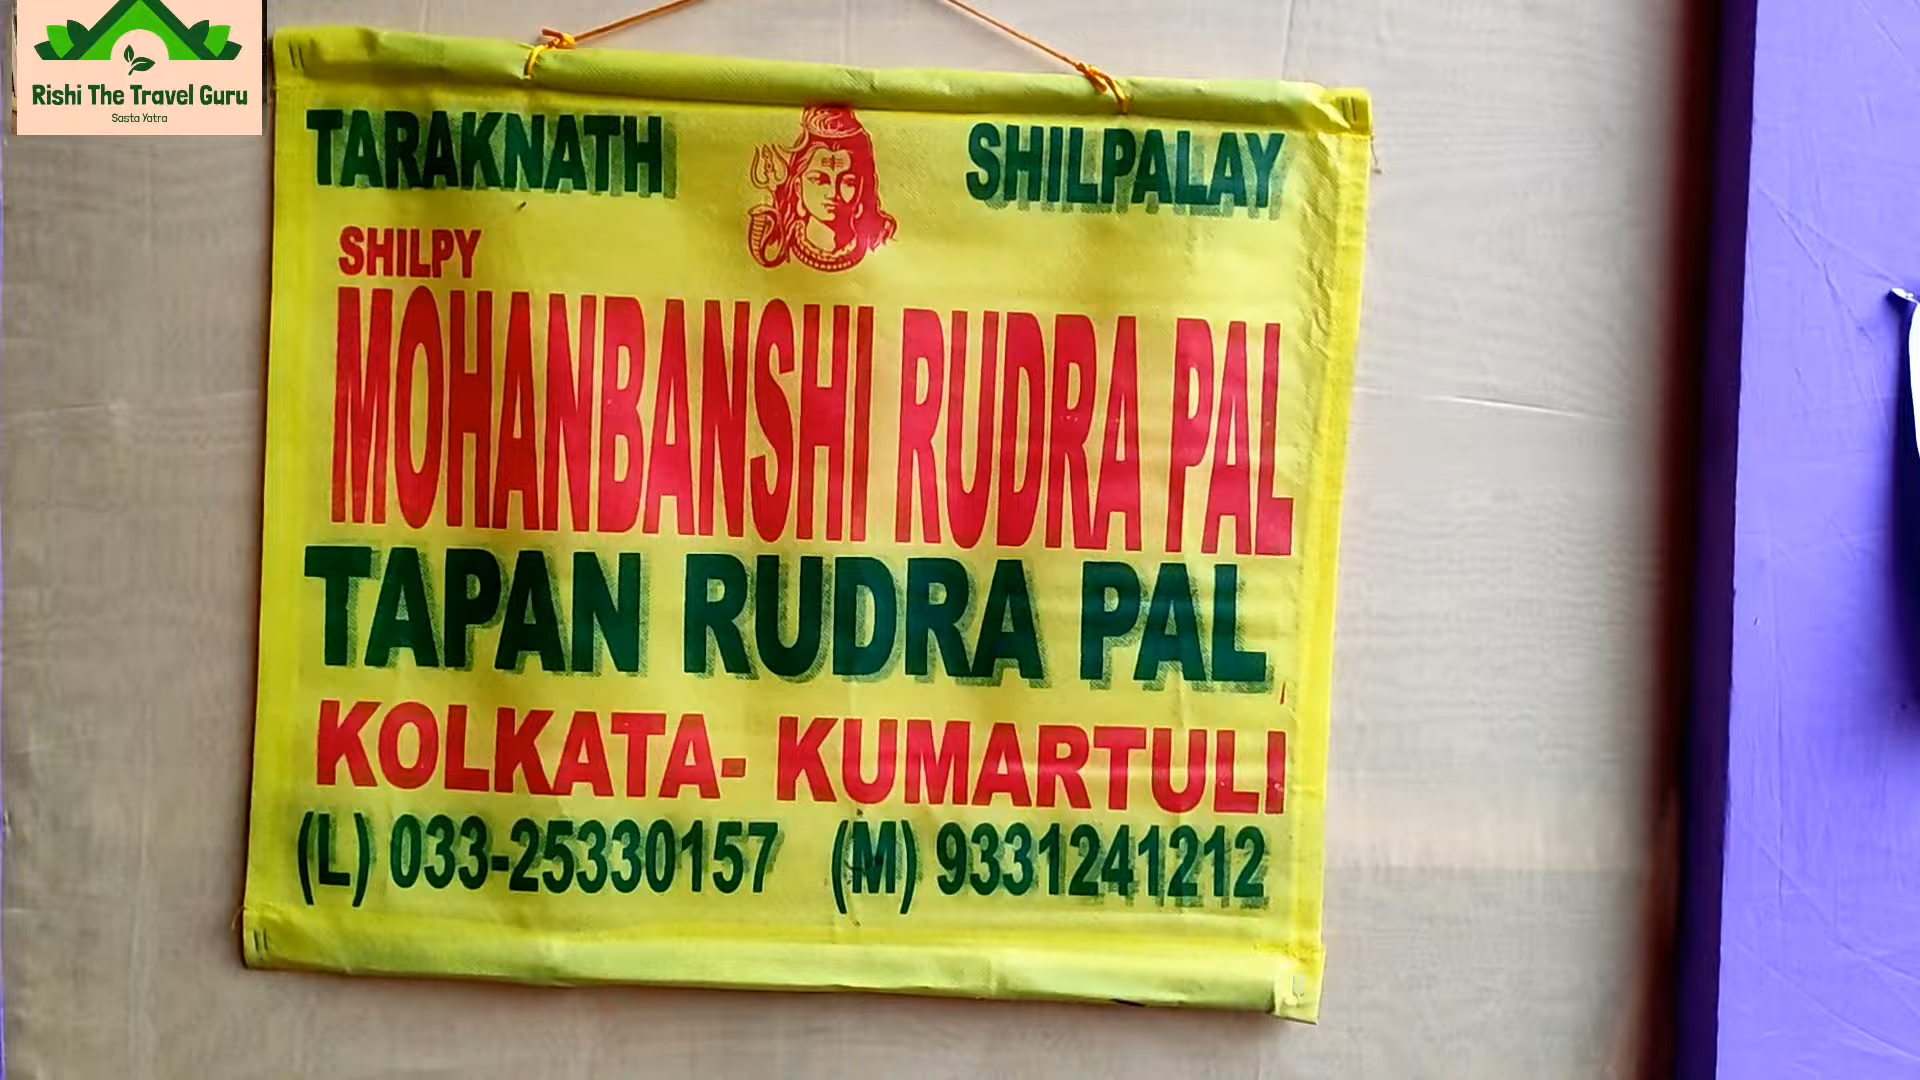 Rishi The Travel Guru
Sasta Yatra
TARAKNATH SHILPALAY
SHILPY
MOHANBANSHI RUDRA PAL
TAPAN RUDRA PAL
KOLKATA- KUMARTULI
(L) 033-25330157 (M) 9331241212